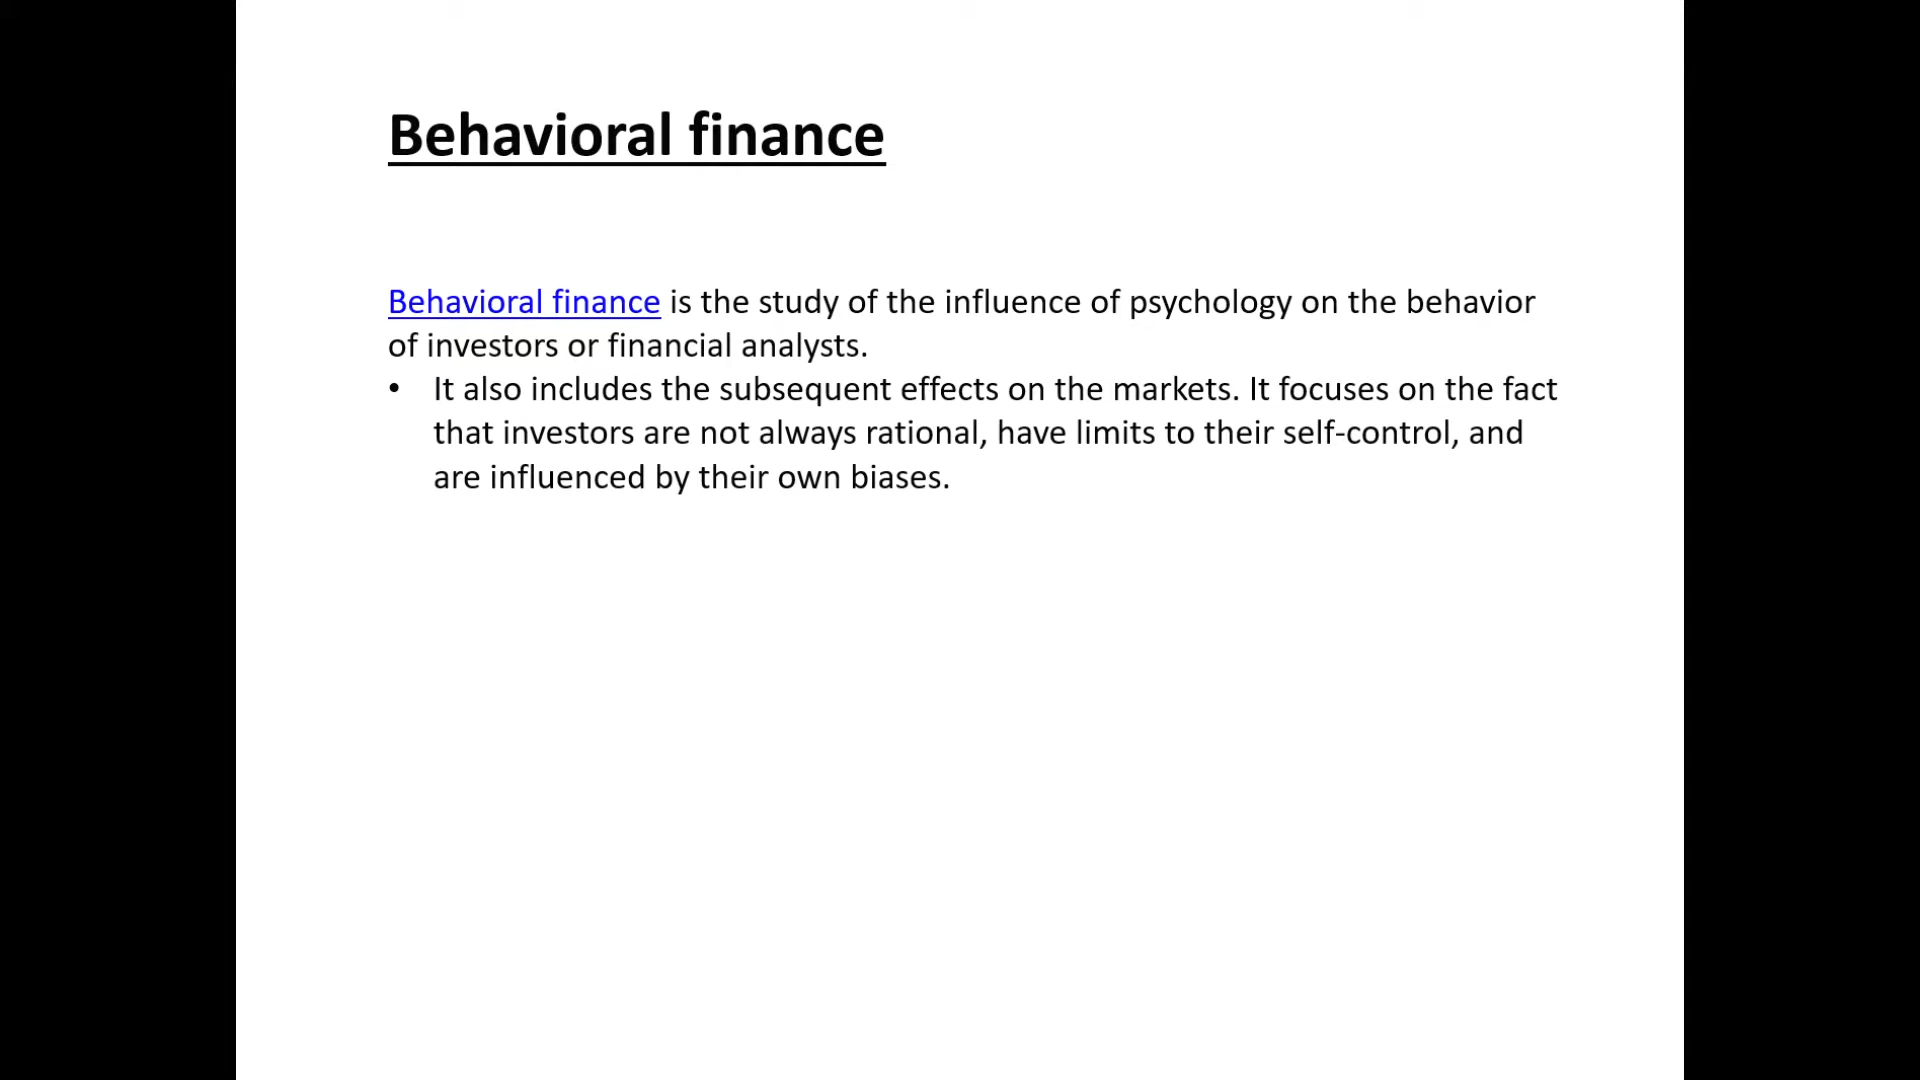 Behavioral finance
Behavioral finance is the study of the influence of psychology on the behavior
of investors or financial analysts.
• It also includes the subsequent effects on the markets. It focuses on the fact
that investors are not always rational, have limits to their self-control, and
are influenced by their own biases.